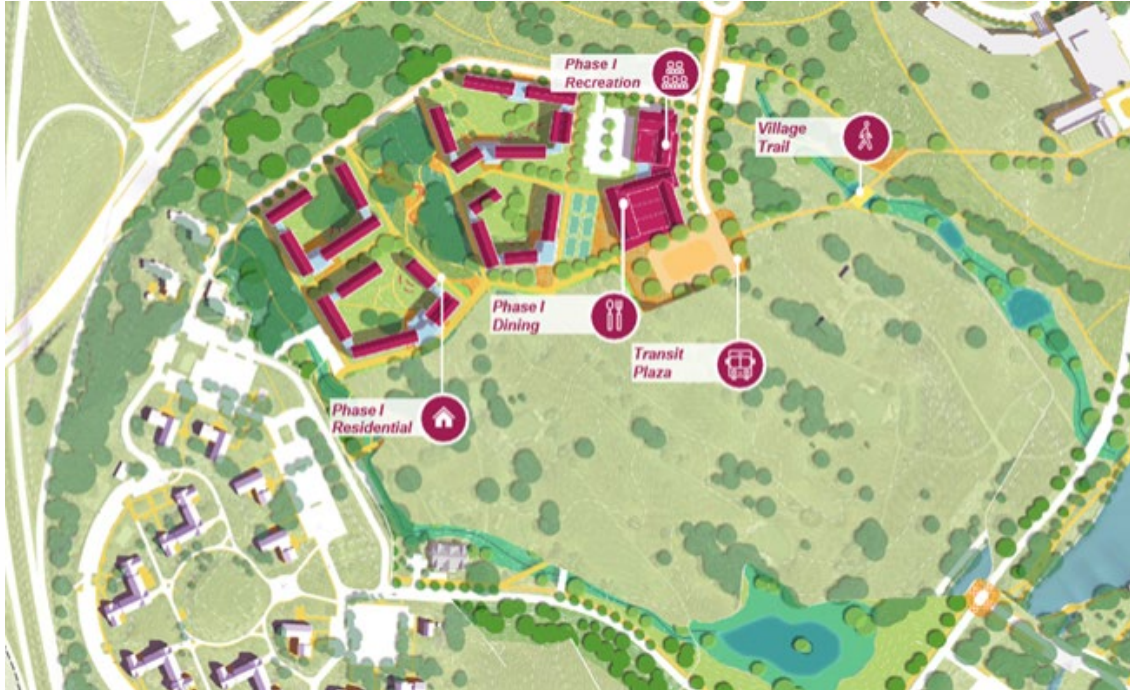 Phase I
Recreation
Village
Trail
Phase I
Dining
Transit
Plaza
Phase I
Residential